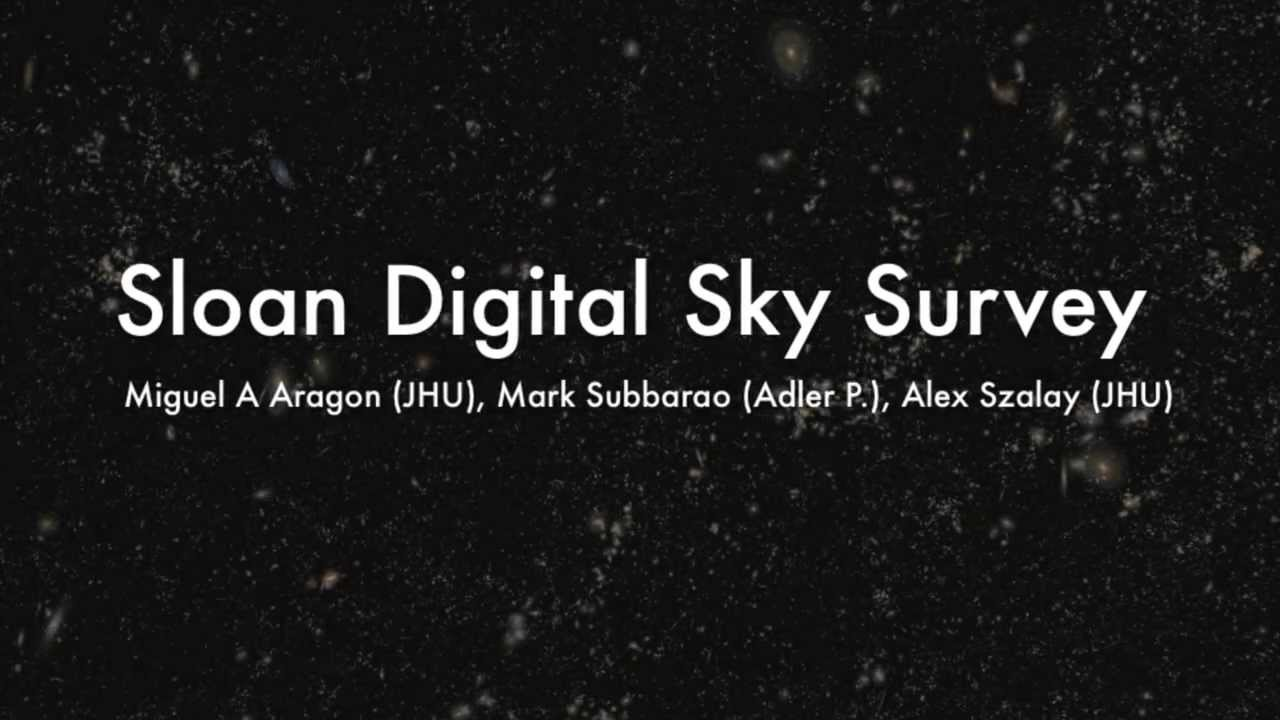 Sloan Digital Sky Survey
Miguel A Aragon (JHU), Mark Subbarao (Adler P.), Alex Szalay (JHU)